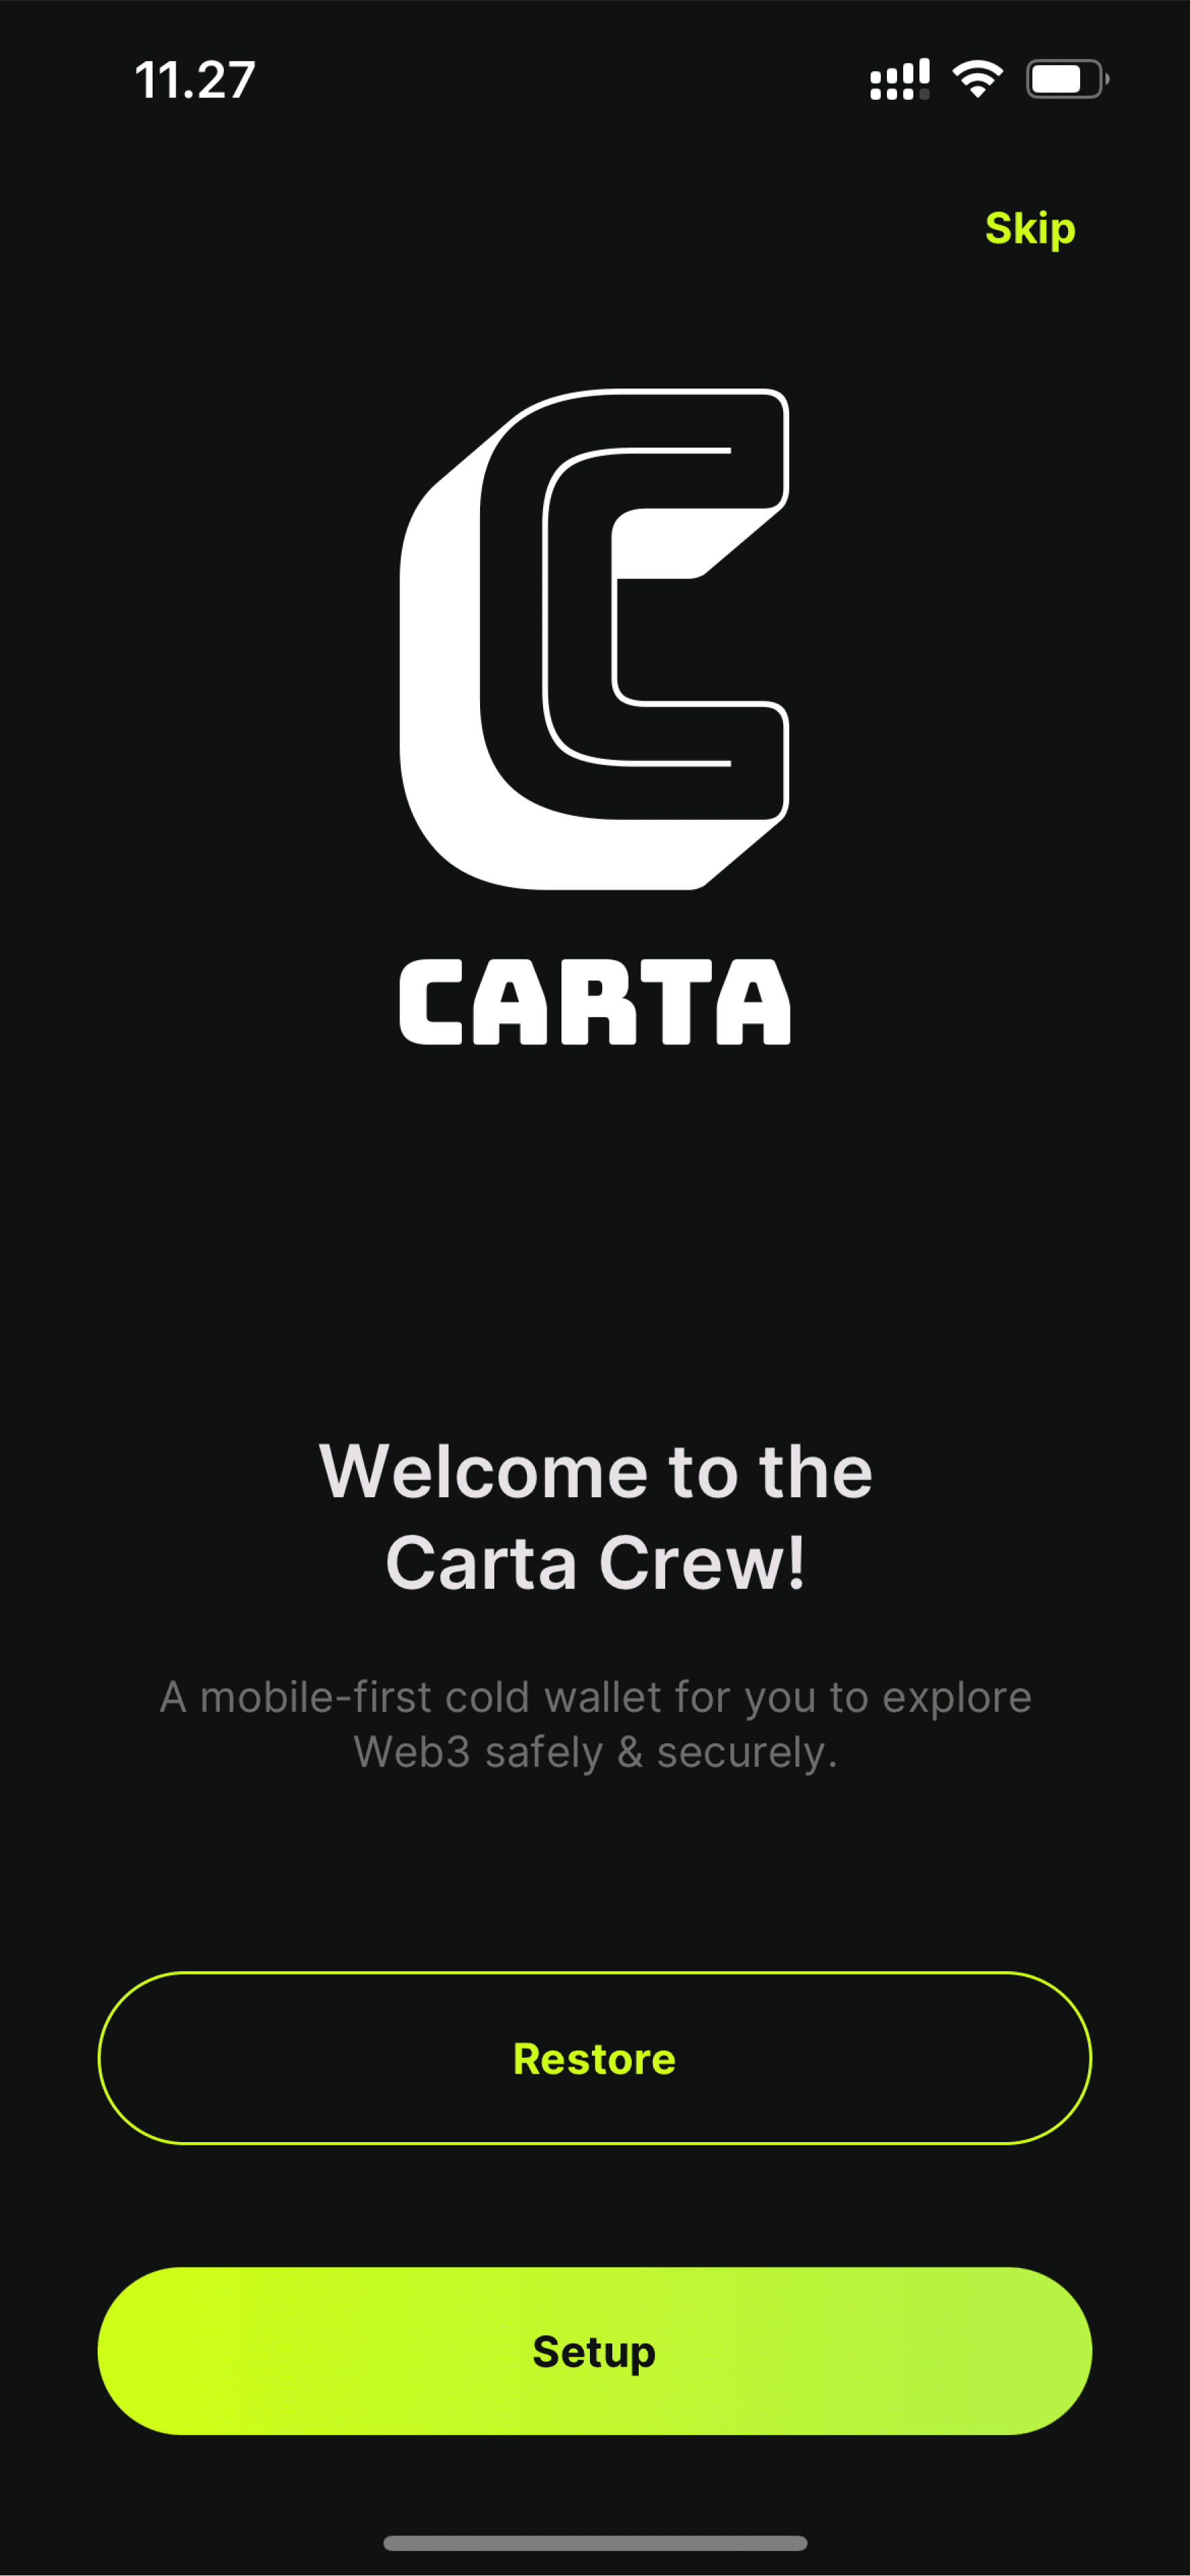 11.27
Skip
C
CARTA
Welcome to the
Carta Crew!
A mobile-first cold wallet for you to explore
Web3 safely & securely.
Restore
Setup